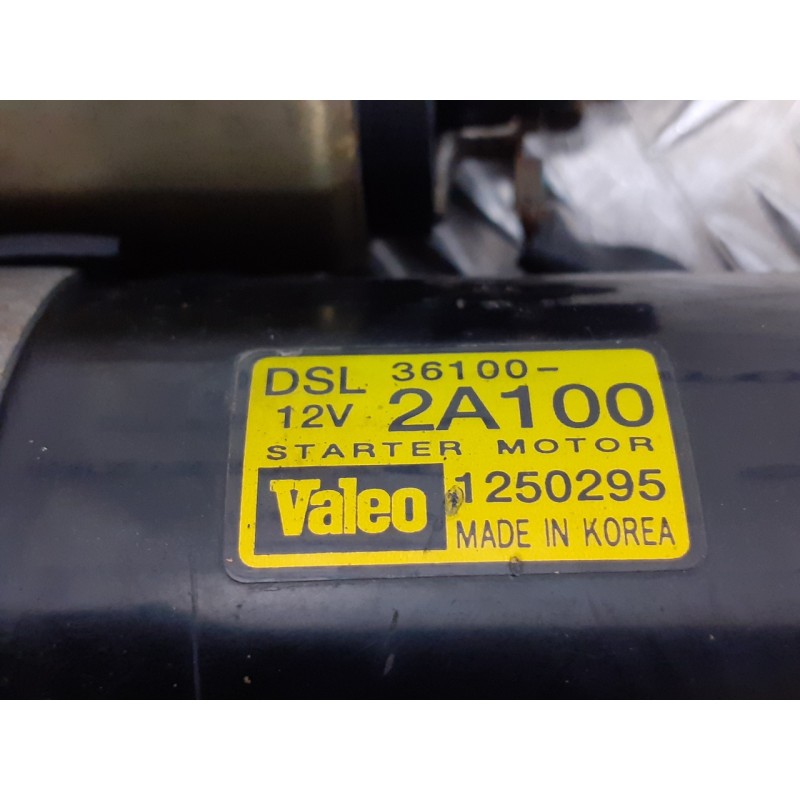 DSL 36100-
12V 2A100
STARTER MOTOR
Valeo 1250295
MADE IN KOREA